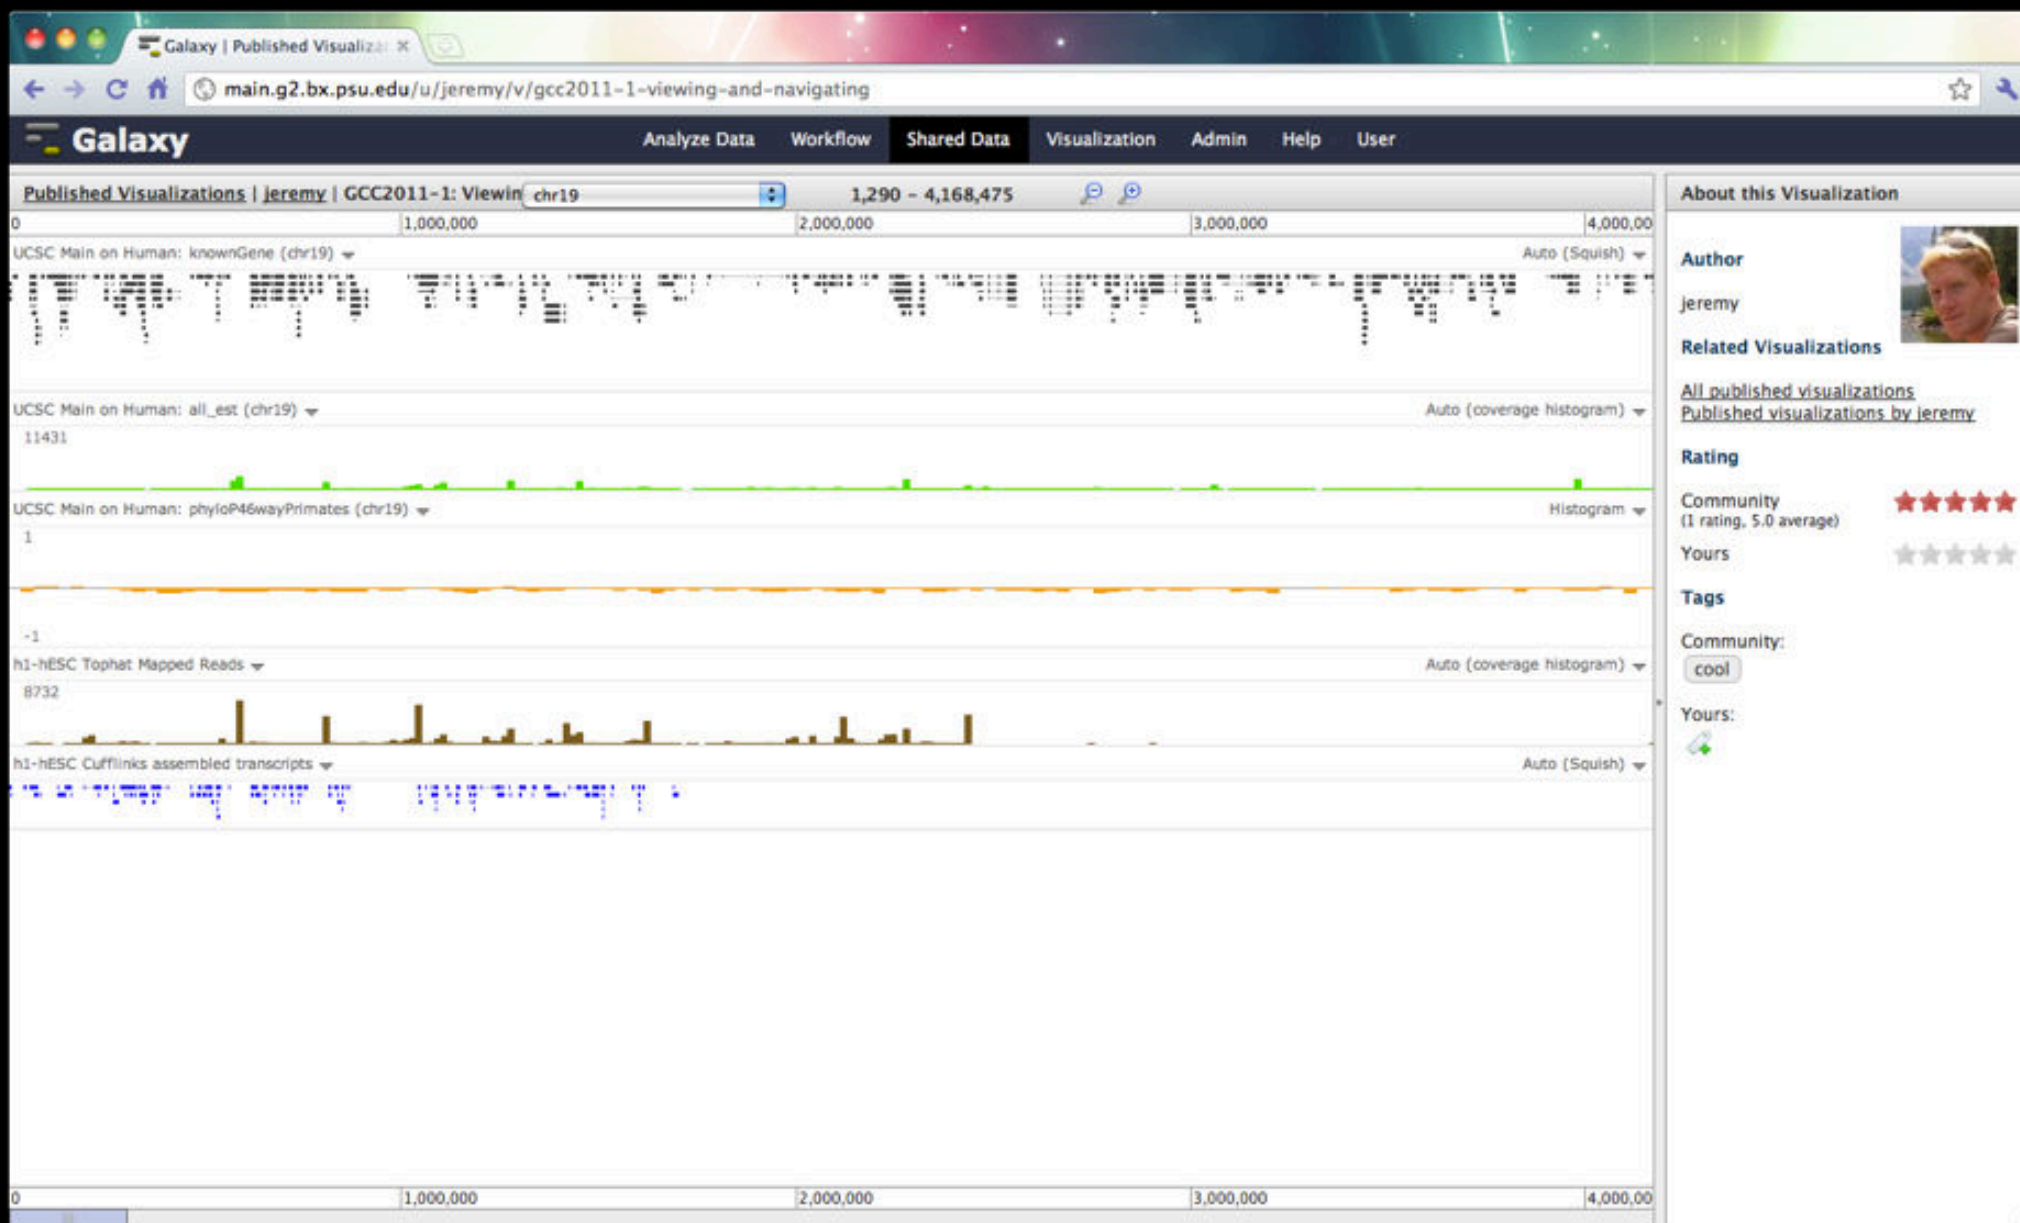 Galaxy | Published Visualiza
main.g2.bx.psu.edu/u/jeremy/v/gcc2011-1-viewing-and-navigating
Galaxy Analyze Data Workflow Shared Data Visualization Admin Help User
Published Visualizations | jeremy | GCC2011-1: Viewin chr19 1,290 - 4,168,475
0 1,000,000 2,000,000 3,000,000 4,000,00
UCSC Main on Human: knownGene (chr19) Auto (Squish)
UCSC Main on Human: all_est (chr19) Auto (coverage histogram)
11431
UCSC Main on Human: phyloP46wayPrimates (chr19) Histogram
1
-1
h1-hESC Tophat Mapped Reads Auto (coverage histogram)
8732
h1-hESC Cufflinks assembled transcripts Auto (Squish)
0 1,000,000 2,000,000 3,000,000 4,000,00
About this Visualization
Author
jeremy
Related Visualizations
All published visualizations
Published visualizations by jeremy
Rating
Community
(1 rating, 5.0 average)
Yours
Tags
Community:
cool
Yours: